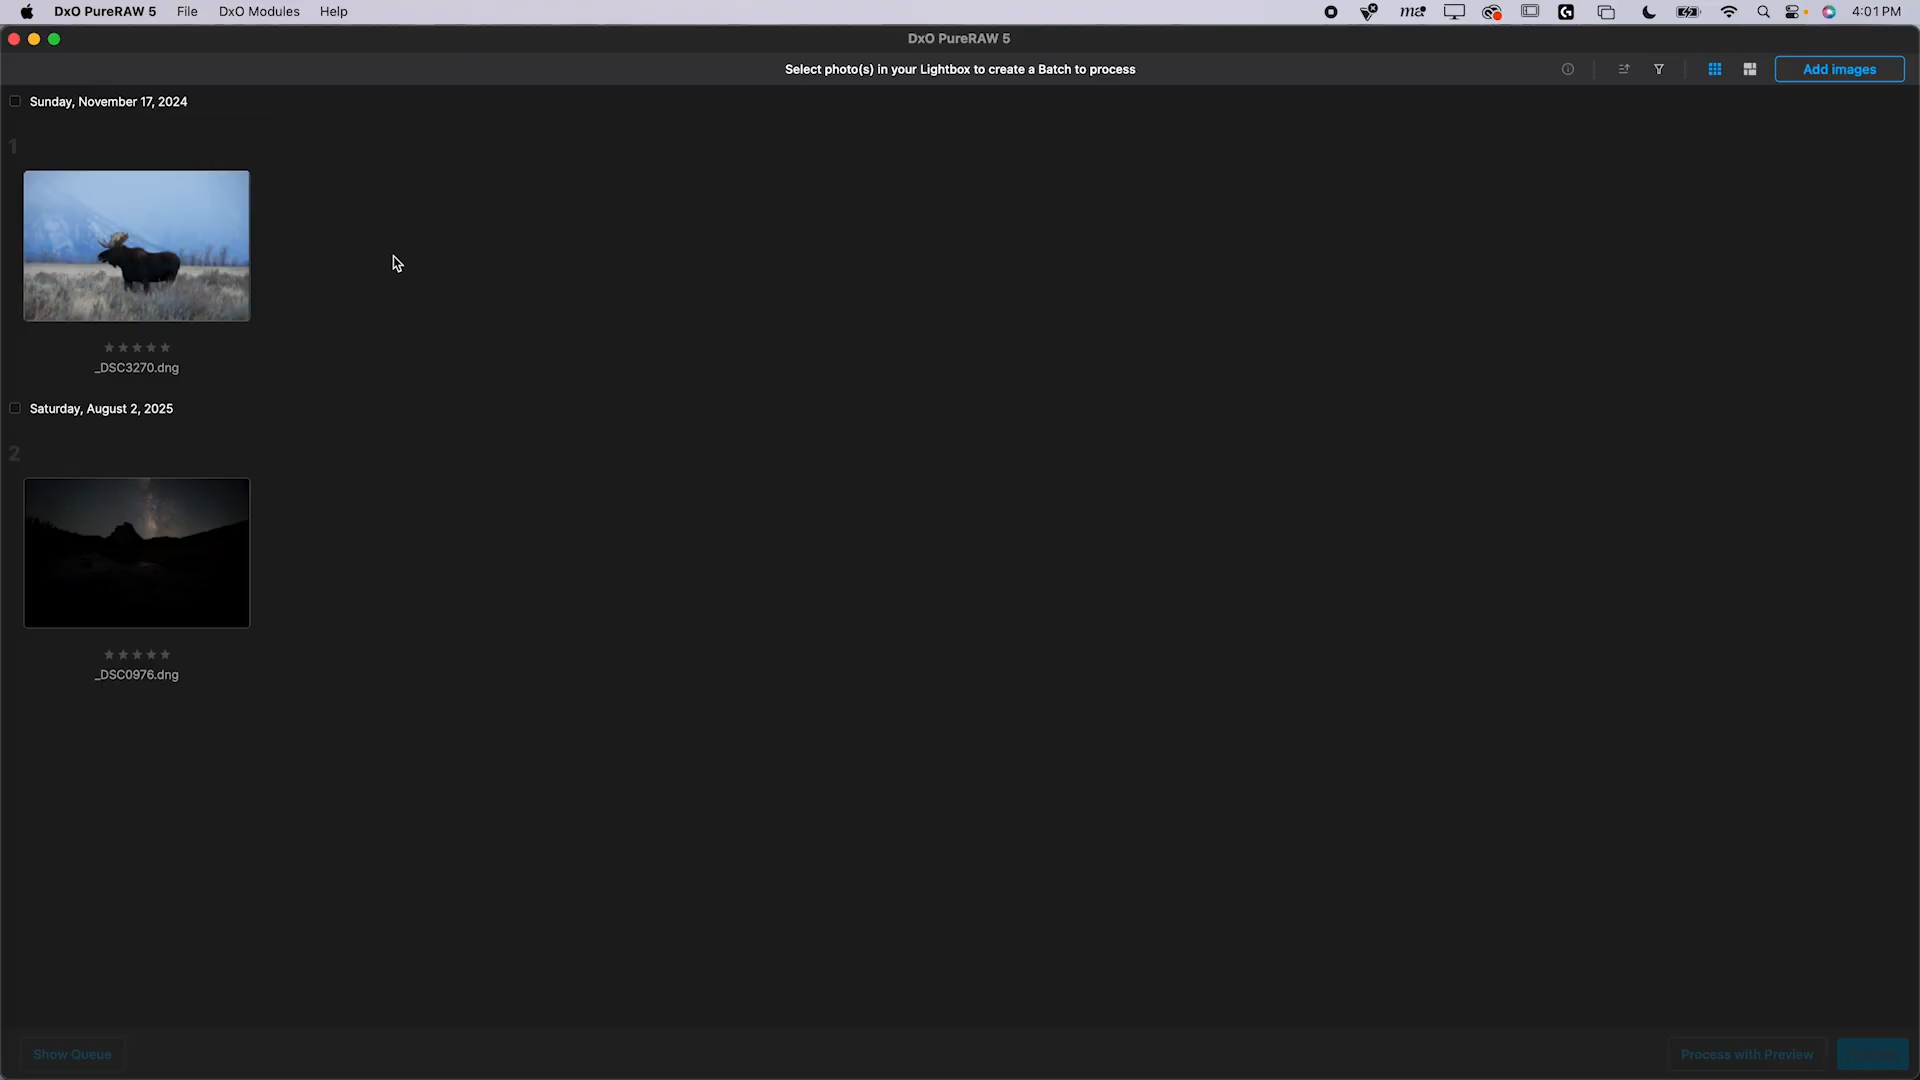 DxO PureRAW 5 File DxO Modules Help 4:01 PM
DxO PureRAW 5
Select photo(s) in your Lightbox to create a Batch to process
Add images
Sunday, November 17, 2024
1
_DSC3270.dng
Saturday, August 2, 2025
2
_DSC0976.dng
Show Queue
Process with Preview